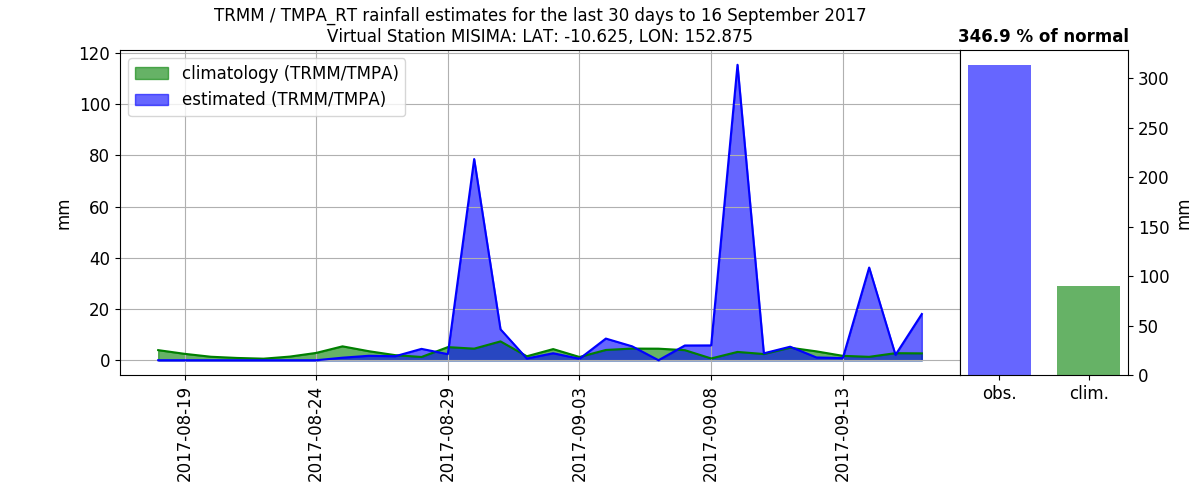 TRMM / TMPA_RT rainfall estimates for the last 30 days to 16 September 2017
Virtual Station MISIMA: LAT: -10.625, LON: 152.875
346.9 % of normal
climatology (TRMM/TMPA)
estimated (TRMM/TMPA)
mm
120
100
80
60
40
20
0
2017-08-19
2017-08-24
2017-08-29
2017-09-03
2017-09-08
2017-09-13
300
250
200
150
100
50
0
mm
obs.
clim.